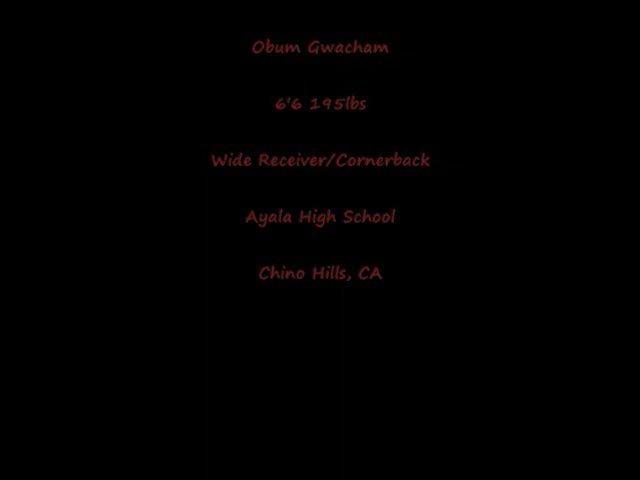 Obum Gwacham
6'6 195lbs
Wide Receiver/Cornerback
Ayala High School
Chino Hills, CA